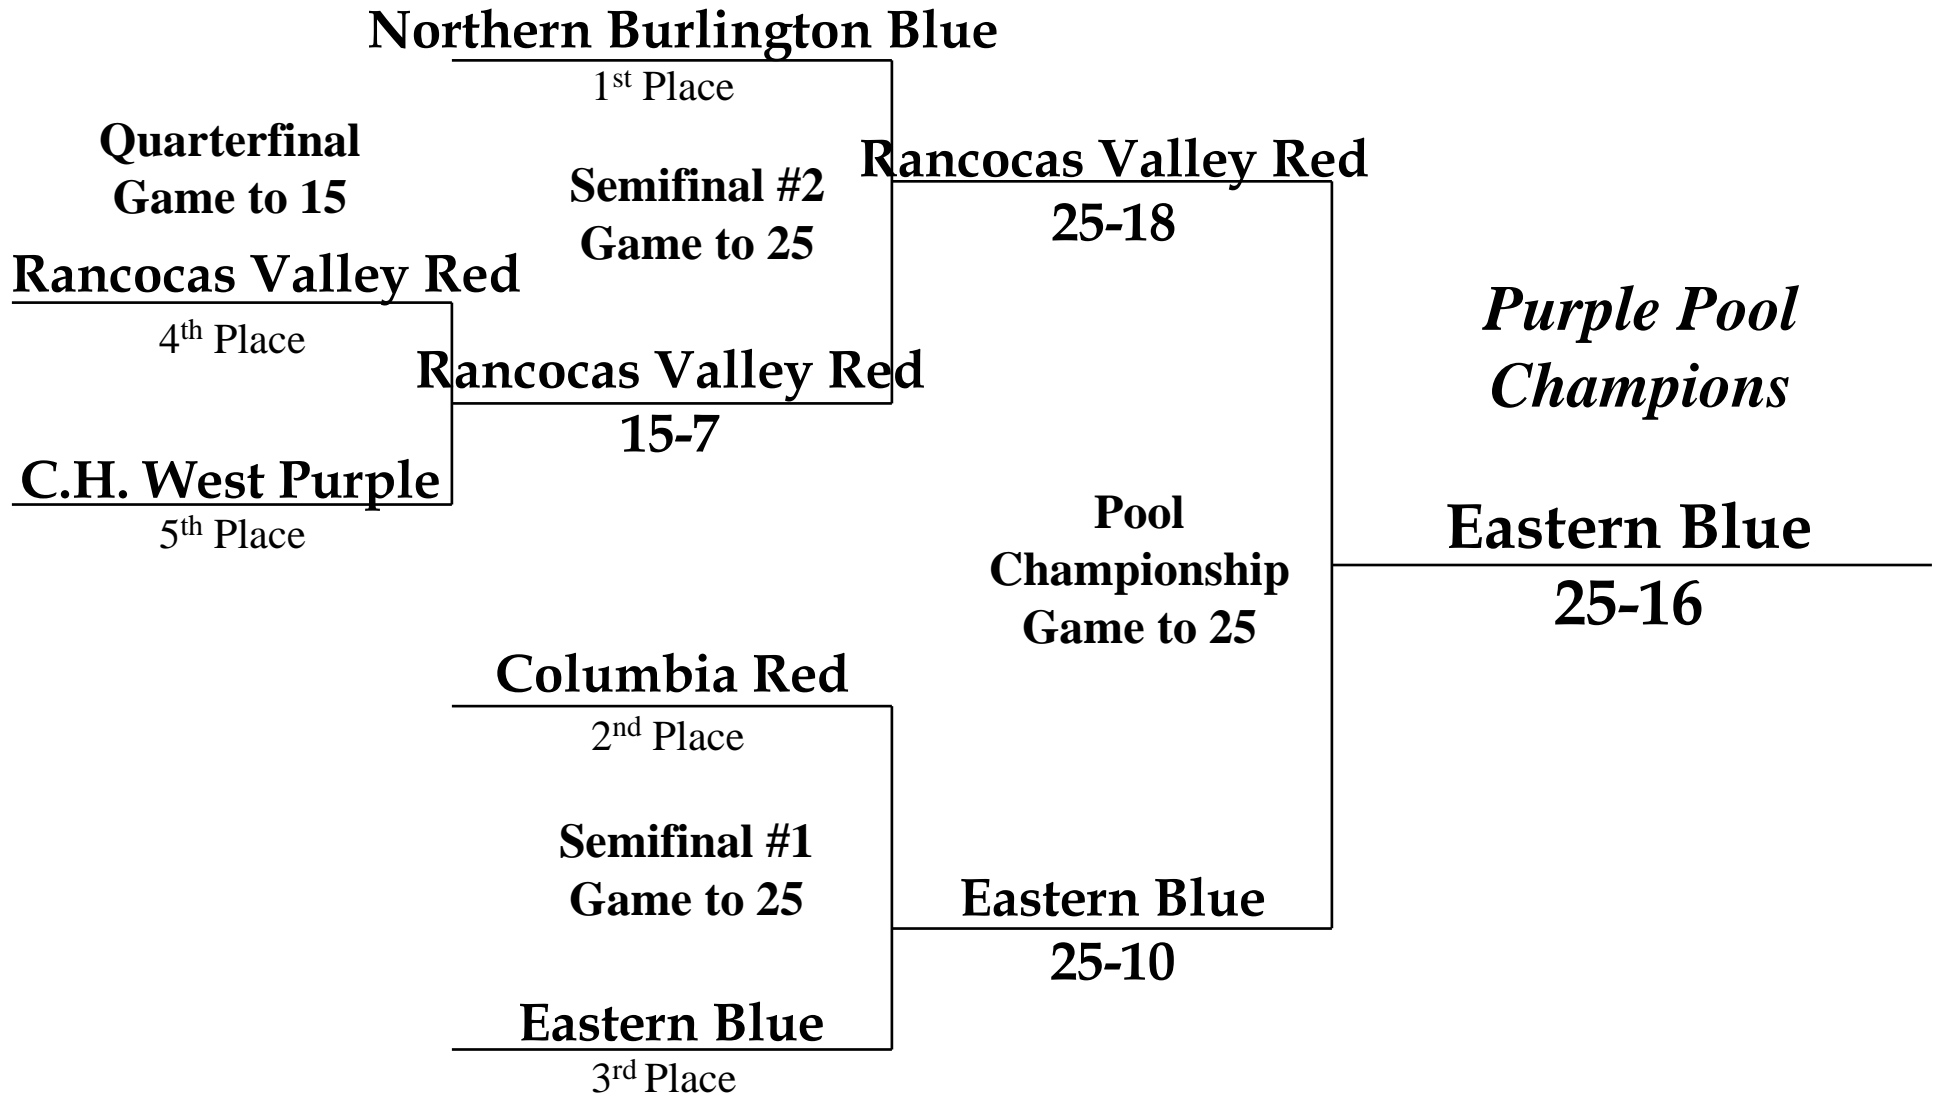 Northern Burlington Blue
1st Place
Quarterfinal
Game to 15
Semifinal #2
Game to 25
Rancocas Valley Red
25-18
Rancocas Valley Red
4th Place
Rancocas Valley Red
15-7
C.H. West Purple
5th Place
Purple Pool
Champions
Pool
Championship
Game to 25
Eastern Blue
25-16
Columbia Red
2nd Place
Semifinal #1
Game to 25
Eastern Blue
25-10
Eastern Blue
3rd Place